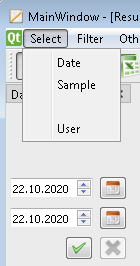 MainWindow - [Resu
Qt Select Filter Oth
Date
Sample
User
Da
22.10.2020
22.10.2020